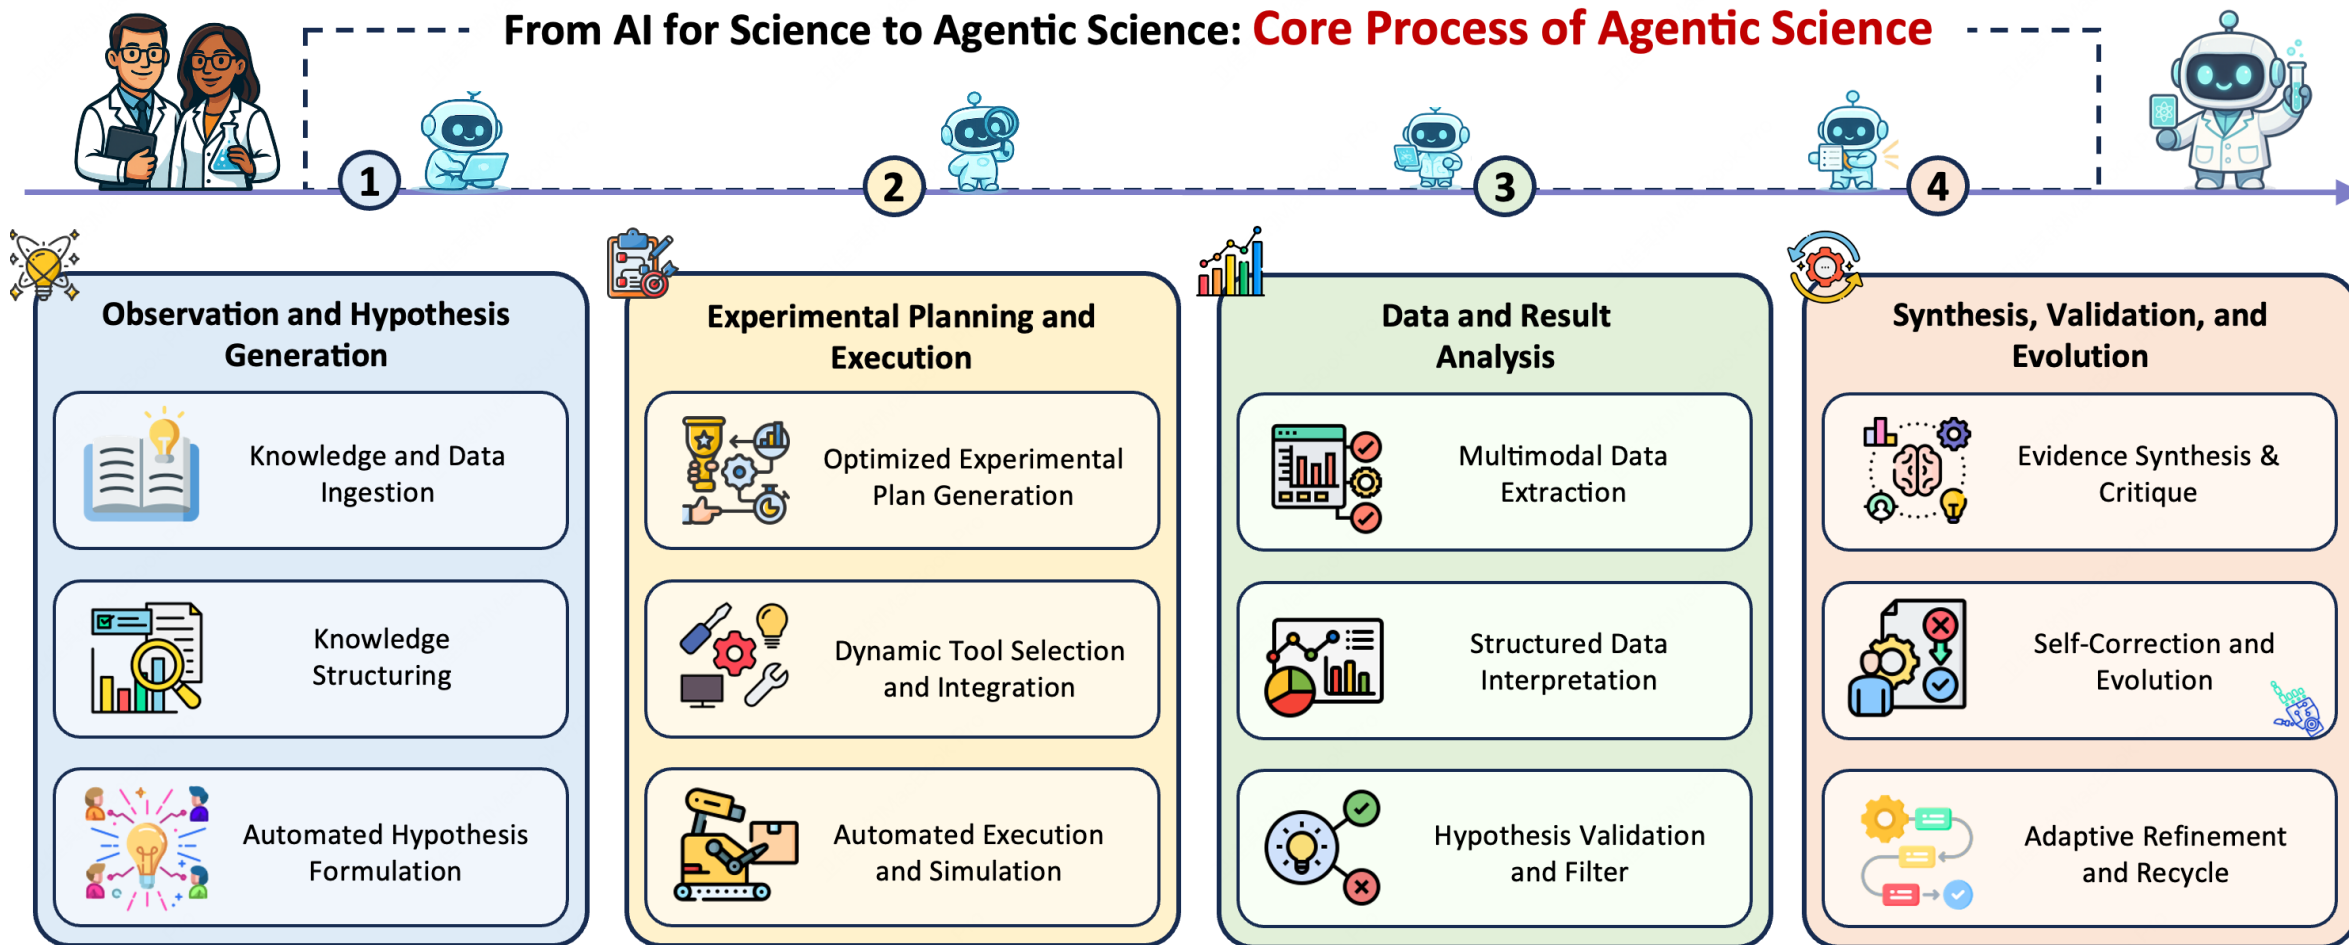 From AI for Science to Agentic Science: Core Process of Agentic Science
1
2
3
4
Observation and Hypothesis
Generation
Knowledge and Data
Ingestion
Knowledge
Structuring
Automated Hypothesis
Formulation
Experimental Planning and
Execution
Optimized Experimental
Plan Generation
Dynamic Tool Selection
and Integration
Automated Execution
and Simulation
Data and Result
Analysis
Multimodal Data
Extraction
Structured Data
Interpretation
Hypothesis Validation
and Filter
Synthesis, Validation, and
Evolution
Evidence Synthesis &
Critique
Self-Correction and
Evolution
Adaptive Refinement
and Recycle